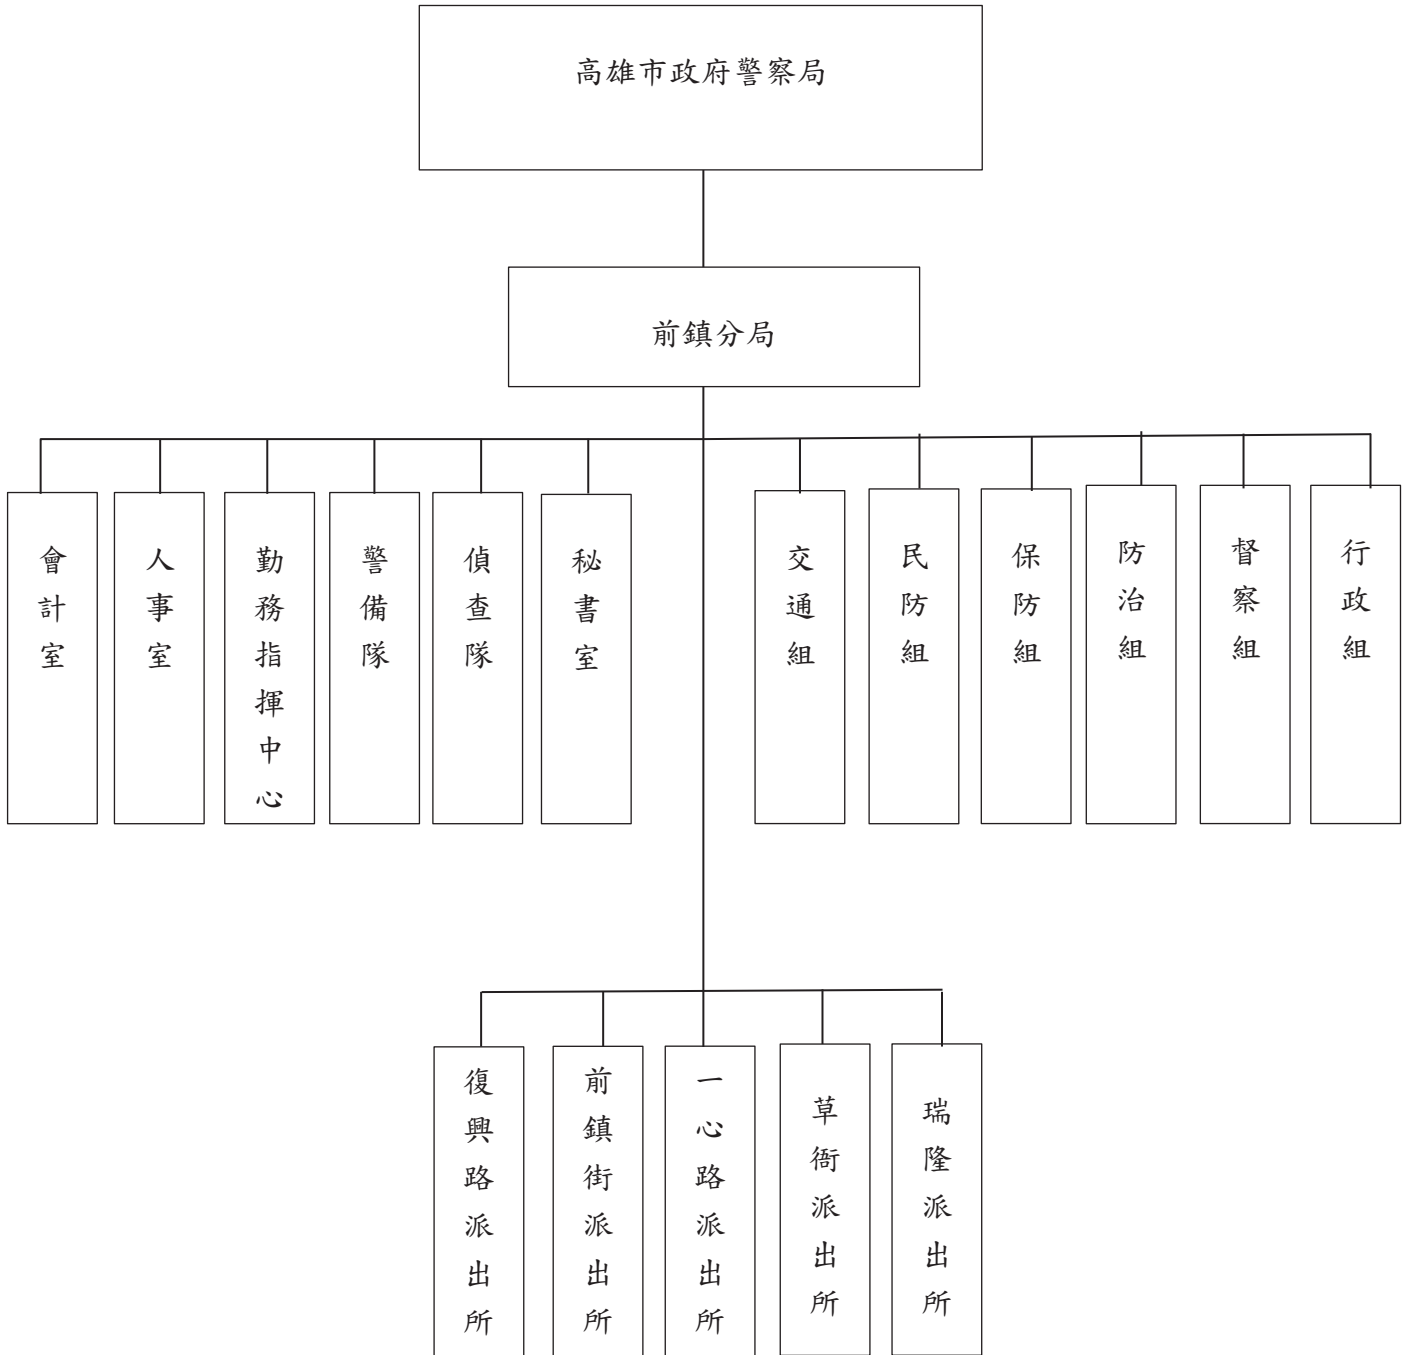 高雄市政府警察局
前鎮分局
會計室
人事室
勤務指揮中心
警備隊
偵查隊
秘書室
交通組
民防組
保防組
防治組
督察組
行政組
復興路派出所
前鎮街派出所
一心路派出所
草衙派出所
瑞隆派出所